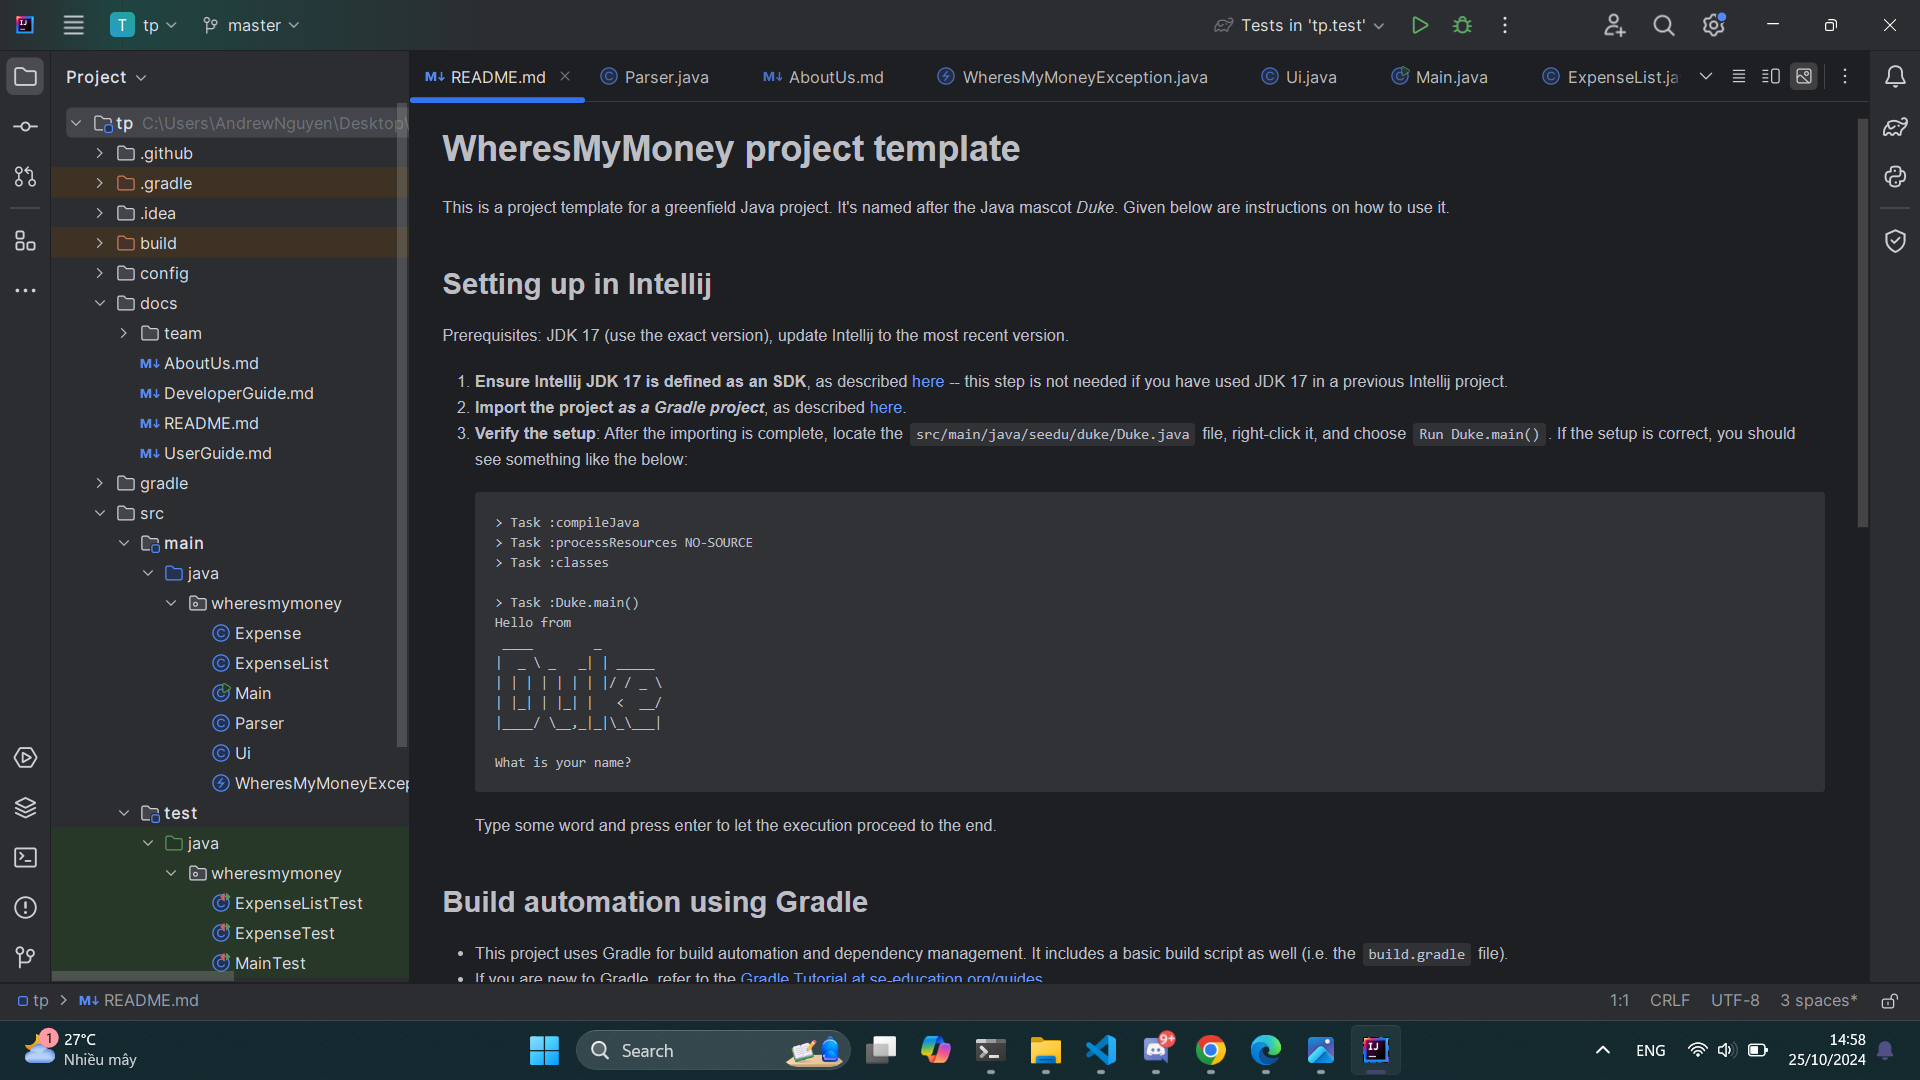 T tp master Tests in 'tp.test'
Project
README.md Parser.java AboutUs.md WheresMyMoneyException.java Ui.java Main.java ExpenseList.ja
tp C:\Users\AndrewNguyen\Desktop\
.github
.gradle
.idea
build
config
docs
team
AboutUs.md
DeveloperGuide.md
README.md
UserGuide.md
gradle
src
main
java
wheresmymoney
Expense
ExpenseList
Main
Parser
Ui
WheresMyMoneyExcep
test
java
wheresmymoney
ExpenseListTest
ExpenseTest
MainTest
WheresMyMoney project template
This is a project template for a greenfield Java project. It's named after the Java mascot Duke. Given below are instructions on how to use it.
Setting up in Intellij
Prerequisites: JDK 17 (use the exact version), update Intellij to the most recent version.
1. Ensure Intellij JDK 17 is defined as an SDK, as described here -- this step is not needed if you have used JDK 17 in a previous Intellij project.
2. Import the project as a Gradle project, as described here.
3. Verify the setup: After the importing is complete, locate the src/main/java/seedu/duke/Duke.java file, right-click it, and choose Run Duke.main() . If the setup is correct, you should
see something like the below:
> Task :compileJava
> Task :processResources NO-SOURCE
> Task :classes
> Task :Duke.main()
Hello from
 ____        _
|  _ \ _   _| | _____
| | | | | | | |/ / _ \
| |_| | |_| |   <  __/
|____/ \__,_|_|\_\___|
What is your name?
Type some word and press enter to let the execution proceed to the end.
Build automation using Gradle
• This project uses Gradle for build automation and dependency management. It includes a basic build script as well (i.e. the build.gradle file).
• If you are new to Gradle, refer to the Gradle Tutorial at se-education.org/guides.
tp > README.md 1:1 CRLF UTF-8 3 spaces*
1 27°C
Nhiều mây
Search
9+
ENG
14:58
25/10/2024